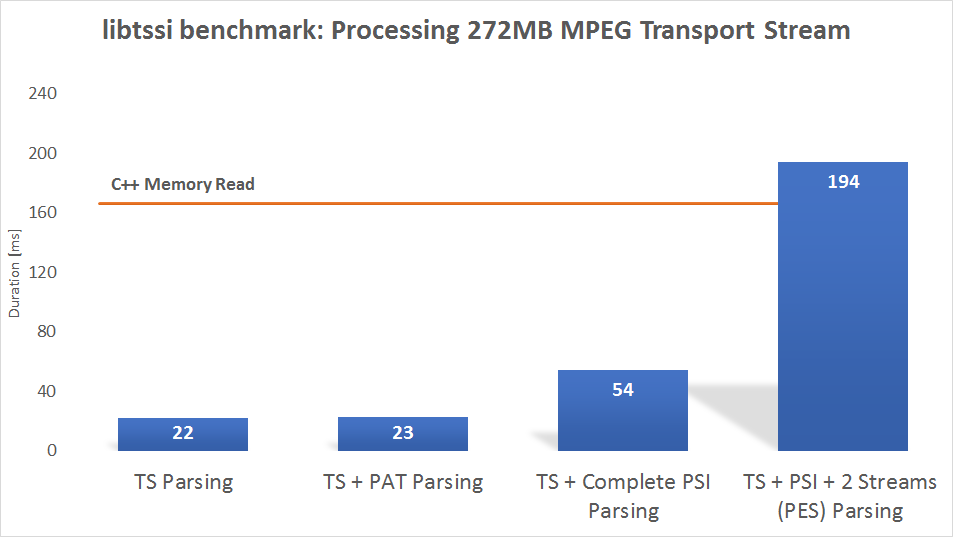 libtssi benchmark: Processing 272MB MPEG Transport Stream
240
200
160
120
80
40
0
Duration [ms]
C++ Memory Read
22
23
54
194
TS Parsing
TS + PAT Parsing
TS + Complete PSI
Parsing
TS + PSI + 2 Streams
(PES) Parsing